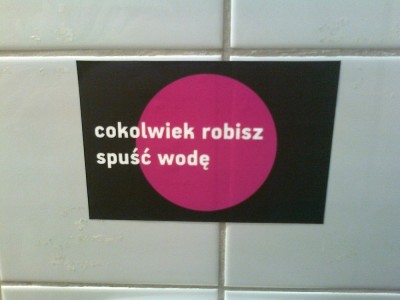 cokolwiek robisz
spuść wodę